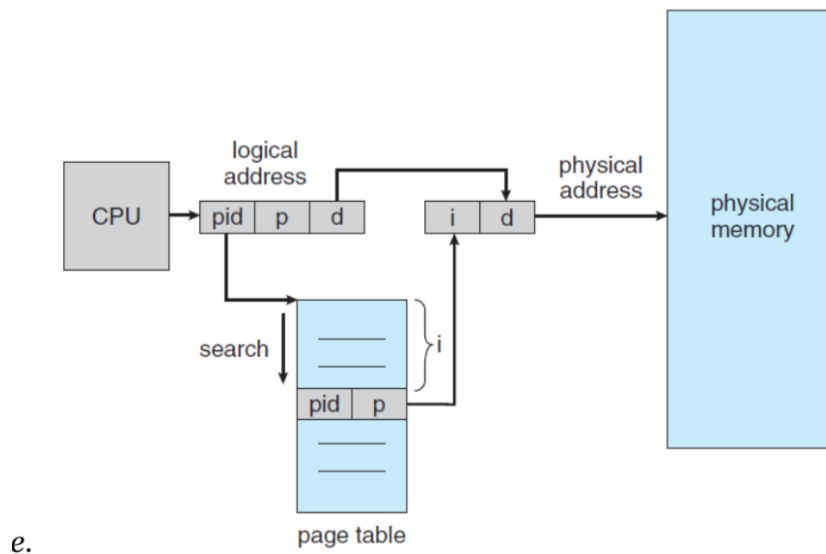 logical
address
physical
address
CPU
pid p d
i d
physical
memory
search
i
pid p
page table
e.